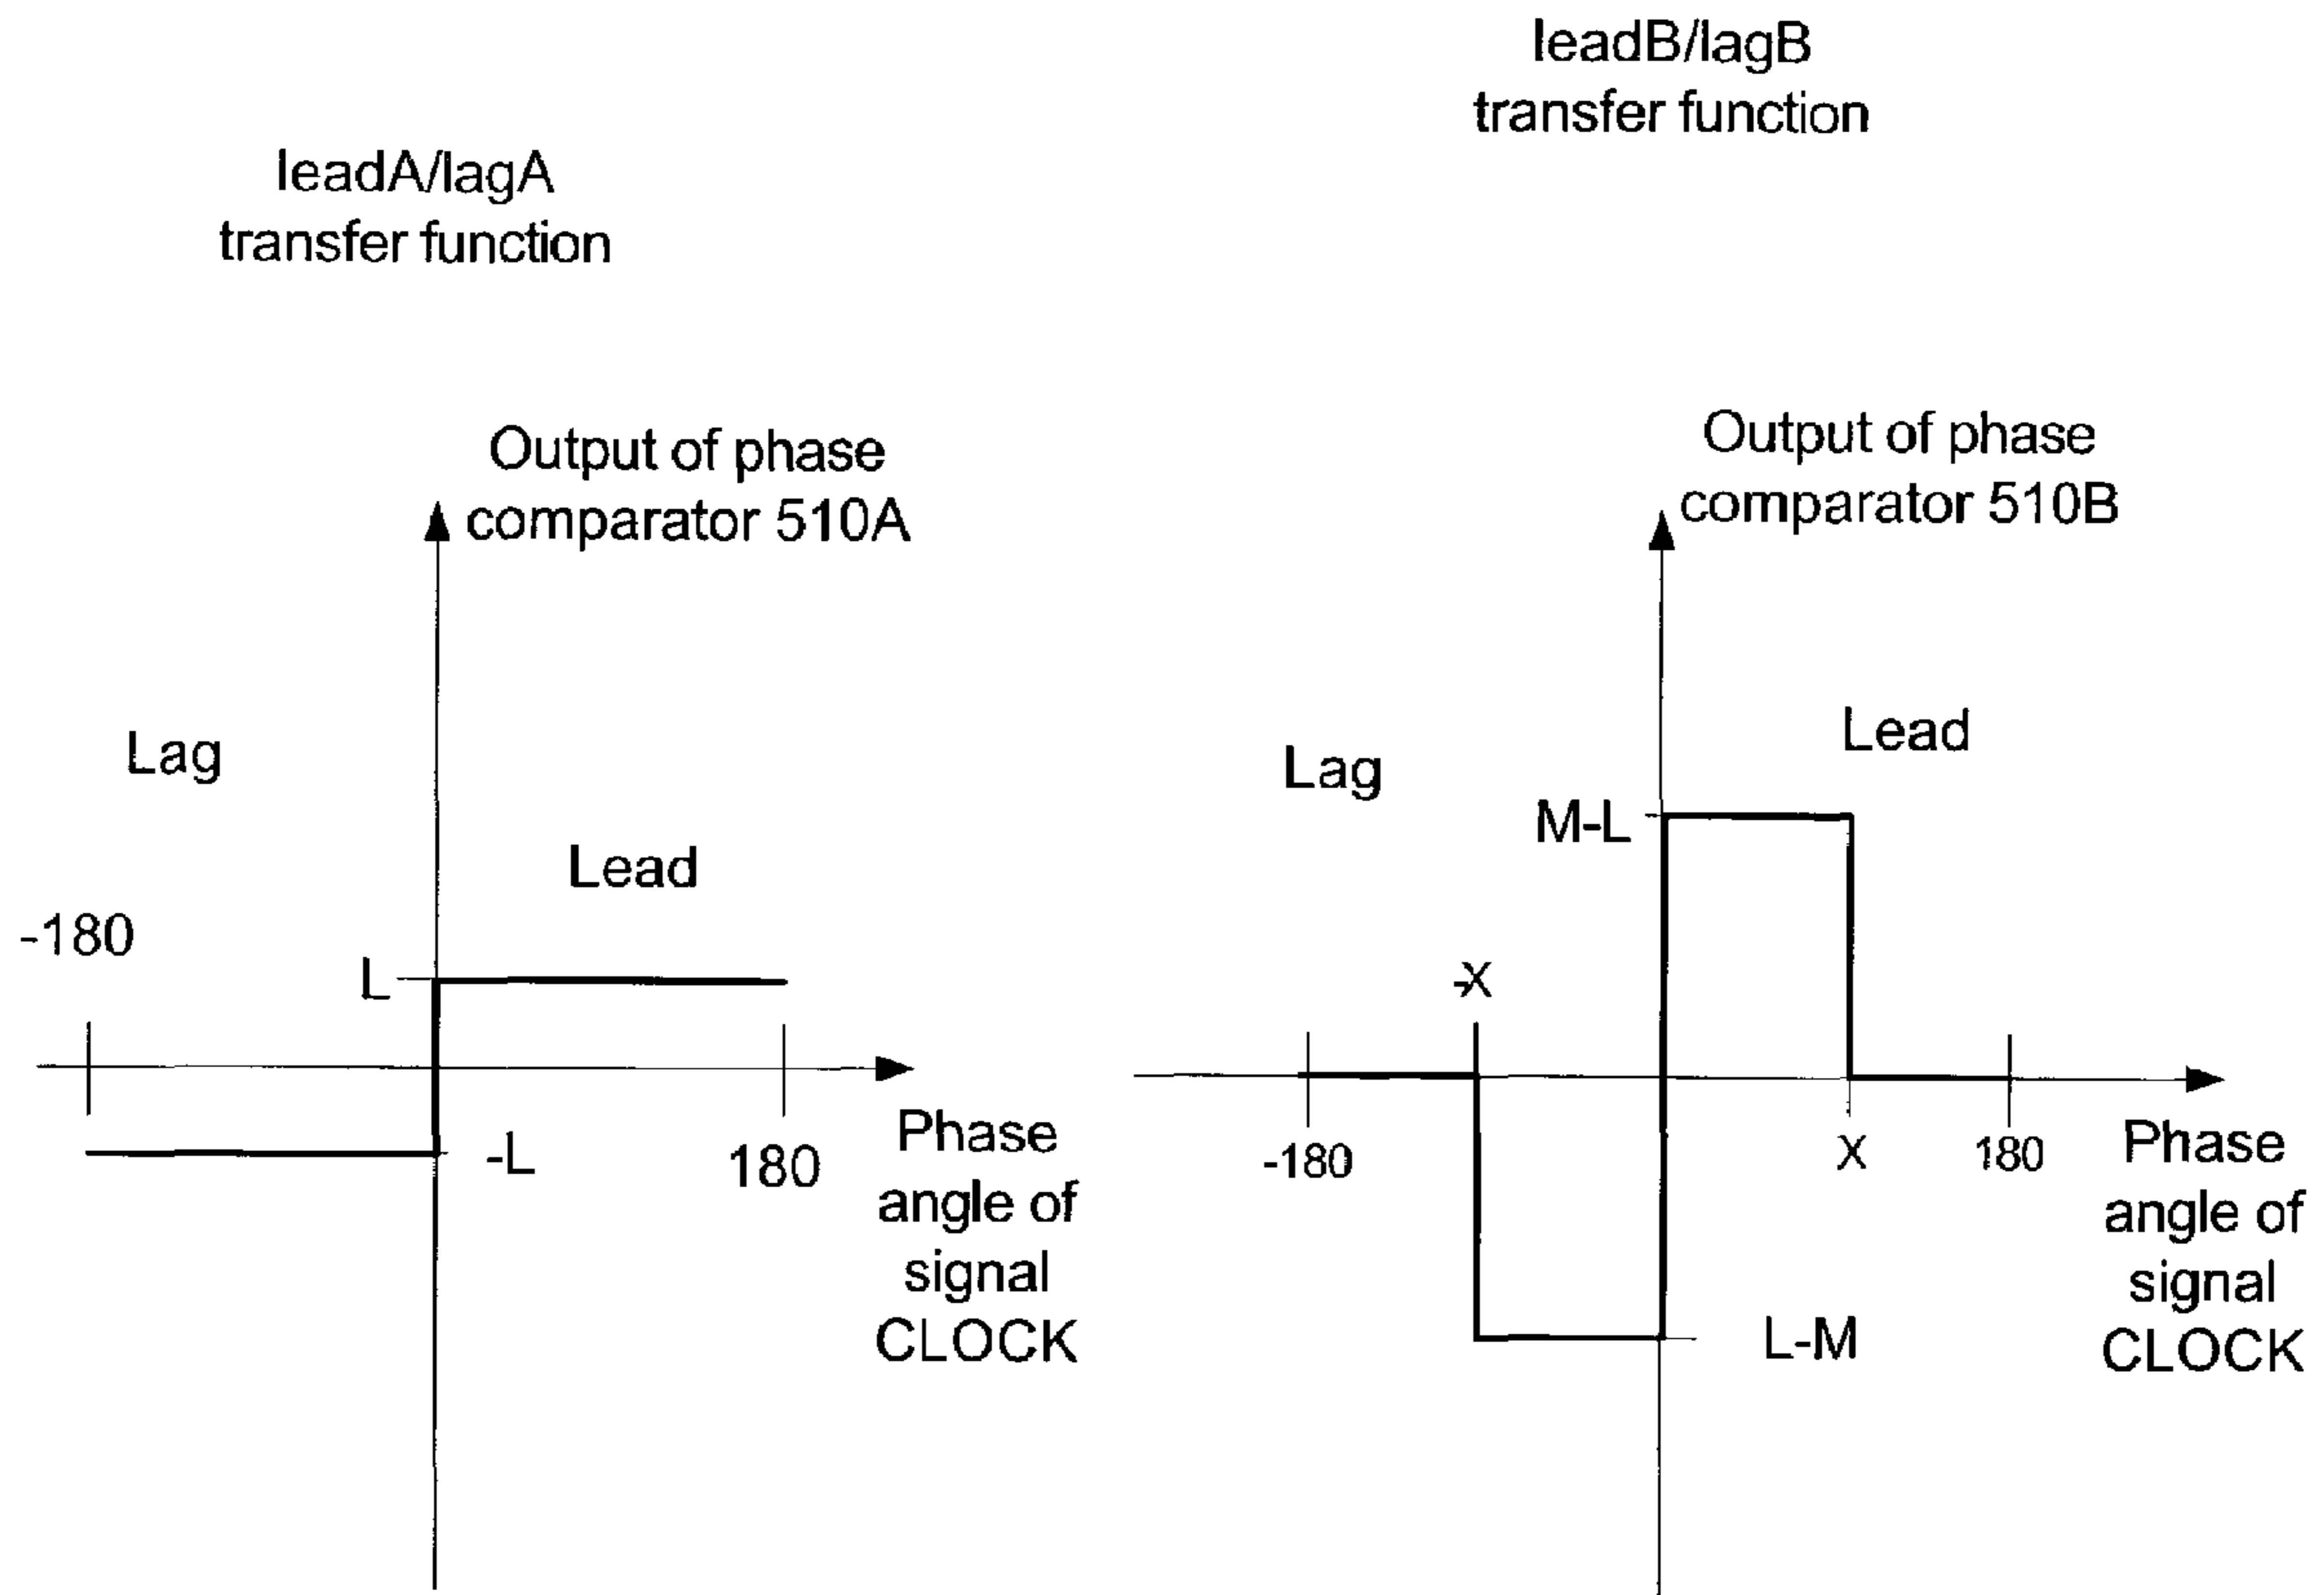 leadA/lagA
transfer function
Output of phase
comparator 510A
Lag
Lead
-180
L
-L
180
Phase
angle of
signal
CLOCK
leadB/lagB
transfer function
Output of phase
comparator 510B
Lag
Lead
M-L
-X
-180
X
180
L-M
Phase
angle of
signal
CLOCK